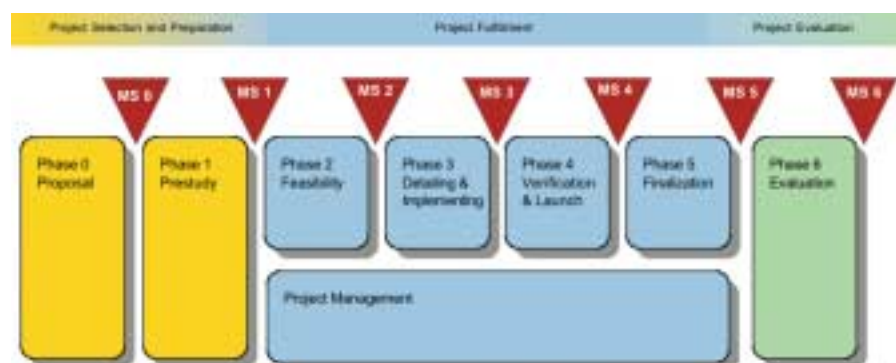 Project Selection and Preparation
Project Fulfilment
Project Evaluation
MS 0
MS 1
MS 2
MS 3
MS 4
MS 5
MS 6
Phase 0
Proposal
Phase 1
Prestudy
Phase 2
Feasibility
Phase 3
Detailing &
Implementing
Phase 4
Verification
& Launch
Phase 5
Finalization
Phase 6
Evaluation
Project Management